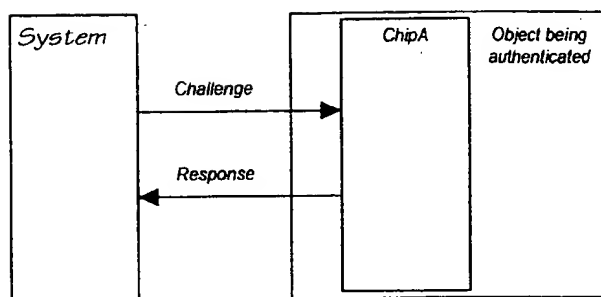 System
ChipA
Object being
authenticated
Challenge
Response